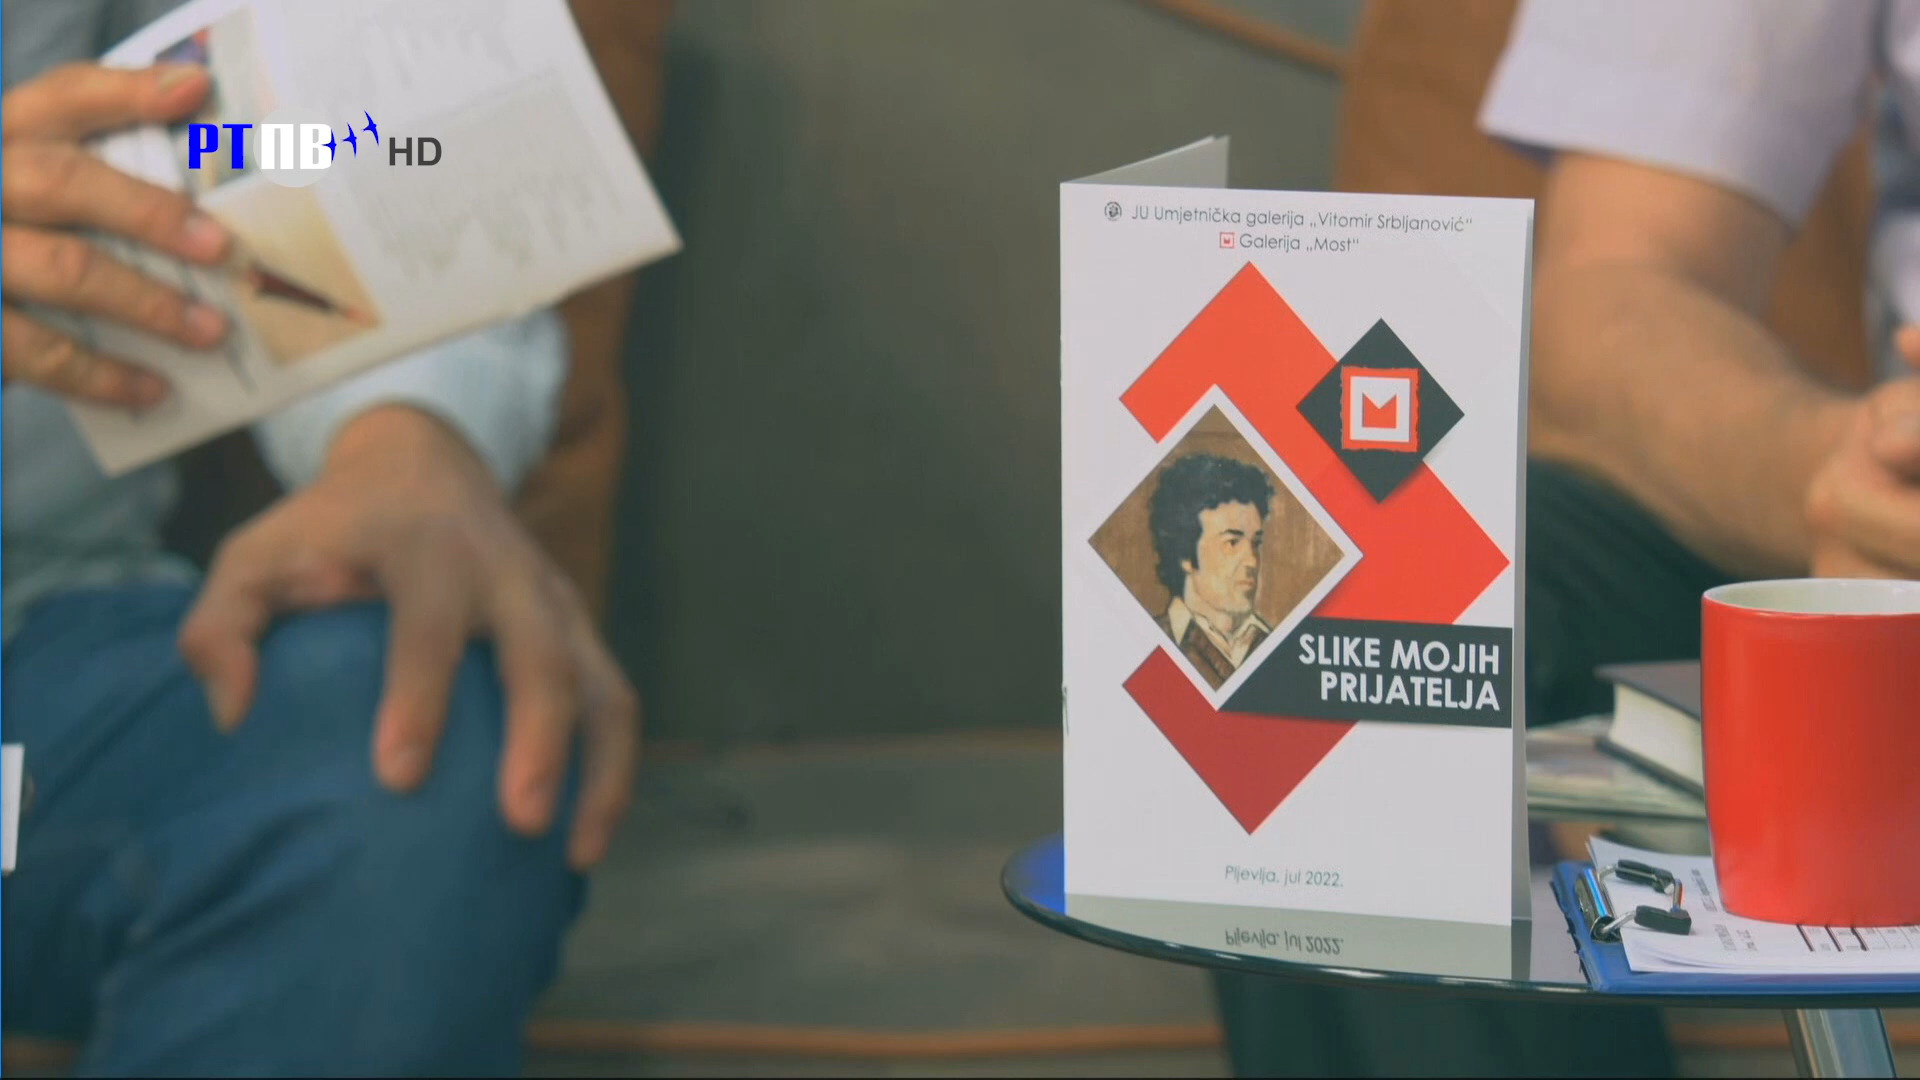 РТПВ HD
JU Umjetnička galerija „Vitomir Srbljanović“
Galerija „Most“
SLIKE MOJIH
PRIJATELJA
Pljevlja, jul 2022.